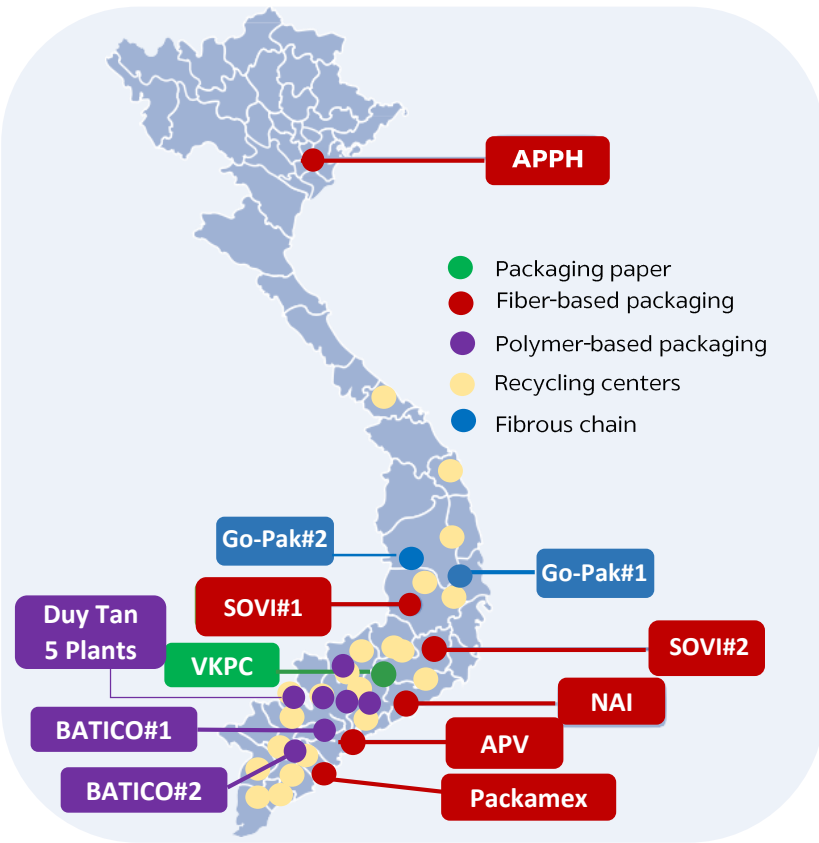 APPH
Packaging paper
Fiber-based packaging
Polymer-based packaging
Recycling centers
Fibrous chain
Go-Pak#2
Go-Pak#1
SOVI#1
Duy Tan
5 Plants
SOVI#2
VKPC
NAI
BATICO#1
APV
BATICO#2
Packamex